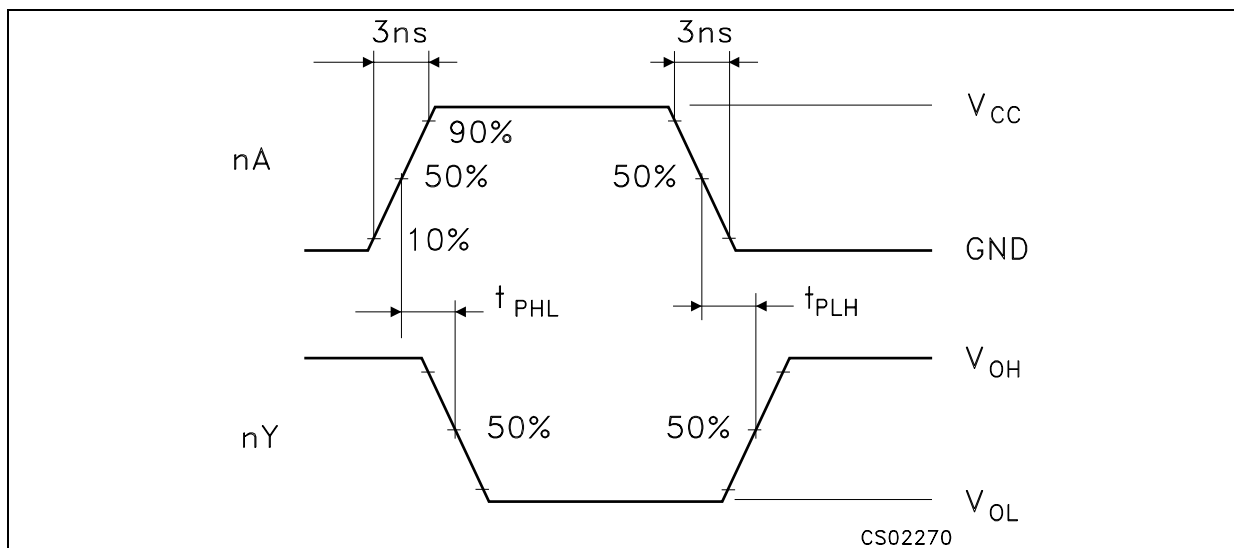 3ns 3ns
V CC
90%
nA
50% 50%
10%
GND
t PHL t PLH
V OH
50% 50%
nY
V OL
CS02270